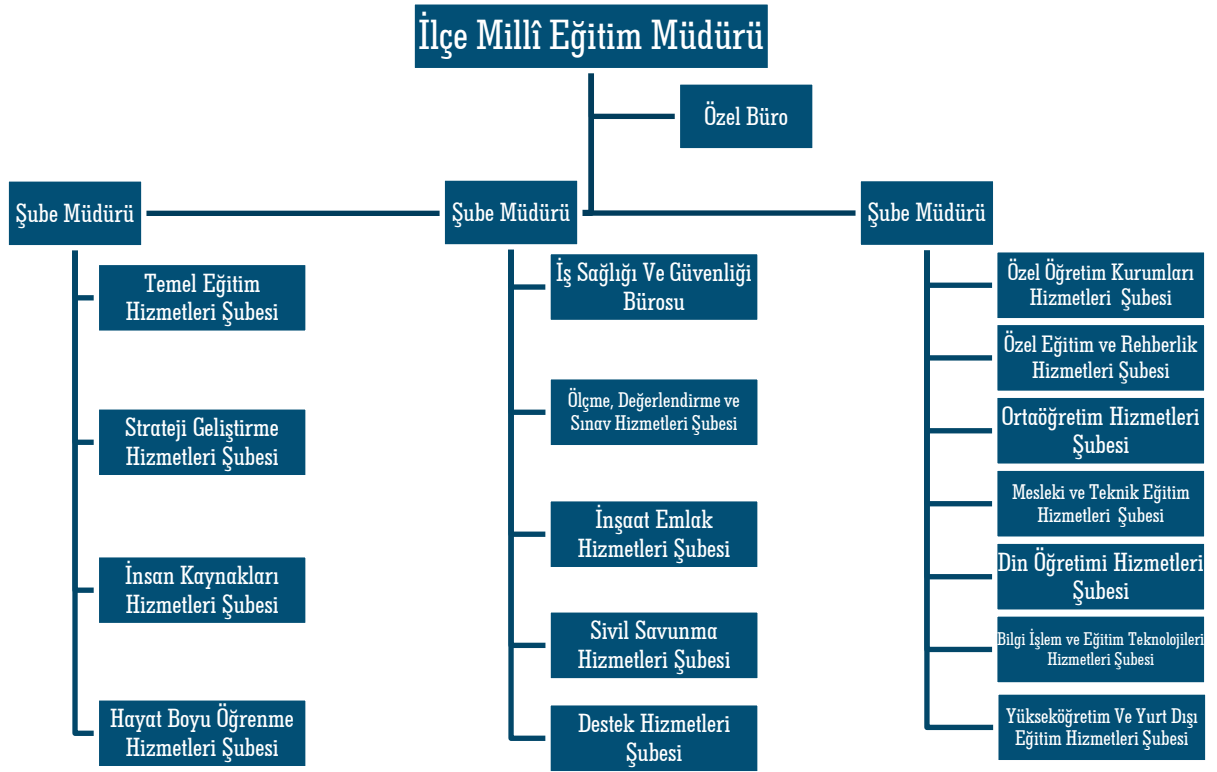 İlçe Millî Eğitim Müdürü
Özel Büro
Şube Müdürü
Temel Eğitim
Hizmetleri Şubesi
Strateji Geliştirme
Hizmetleri Şubesi
İnsan Kaynakları
Hizmetleri Şubesi
Hayat Boyu Öğrenme
Hizmetleri Şubesi
Şube Müdürü
İş Sağlığı Ve Güvenliği
Bürosu
Ölçme, Değerlendirme ve
Sınav Hizmetleri Şubesi
İnşaat Emlak
Hizmetleri Şubesi
Sivil Savunma
Hizmetleri Şubesi
Destek Hizmetleri
Şubesi
Şube Müdürü
Özel Öğretim Kurumları
Hizmetleri Şubesi
Özel Eğitim ve Rehberlik
Hizmetleri Şubesi
Ortaöğretim Hizmetleri
Şubesi
Mesleki ve Teknik Eğitim
Hizmetleri Şubesi
Din Öğretimi Hizmetleri
Şubesi
Bilgi İşlem ve Eğitim Teknolojileri
Hizmetleri Şubesi
Yükseköğretim Ve Yurt Dışı
Eğitim Hizmetleri Şubesi